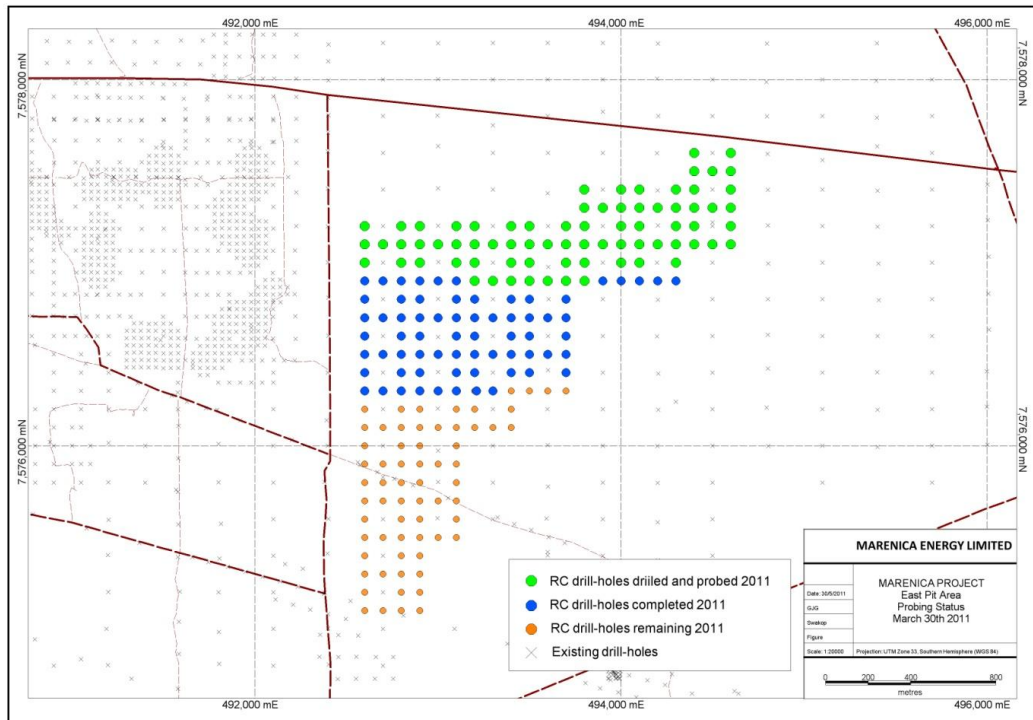 492,000 mE
494,000 mE
496,000 mE
7,578,000 mN
7,578,000 mN
7,576,000 mN
7,576,000 mN
RC drill-holes driiled and probed 2011
RC drill-holes completed 2011
RC drill-holes remaining 2011
Existing drill-holes
MARENICA ENERGY LIMITED
MARENICA PROJECT
East Pit Area
Probing Status
March 30th 2011
Date: 30/5/2011
GJG
Swakop
Figure
Scale: 1:20000
Projection: UTM Zone 33, Southern Hemisphere (WGS 84)
0 200 400 800
metres
492,000 mE
494,000 mE
496,000 mE